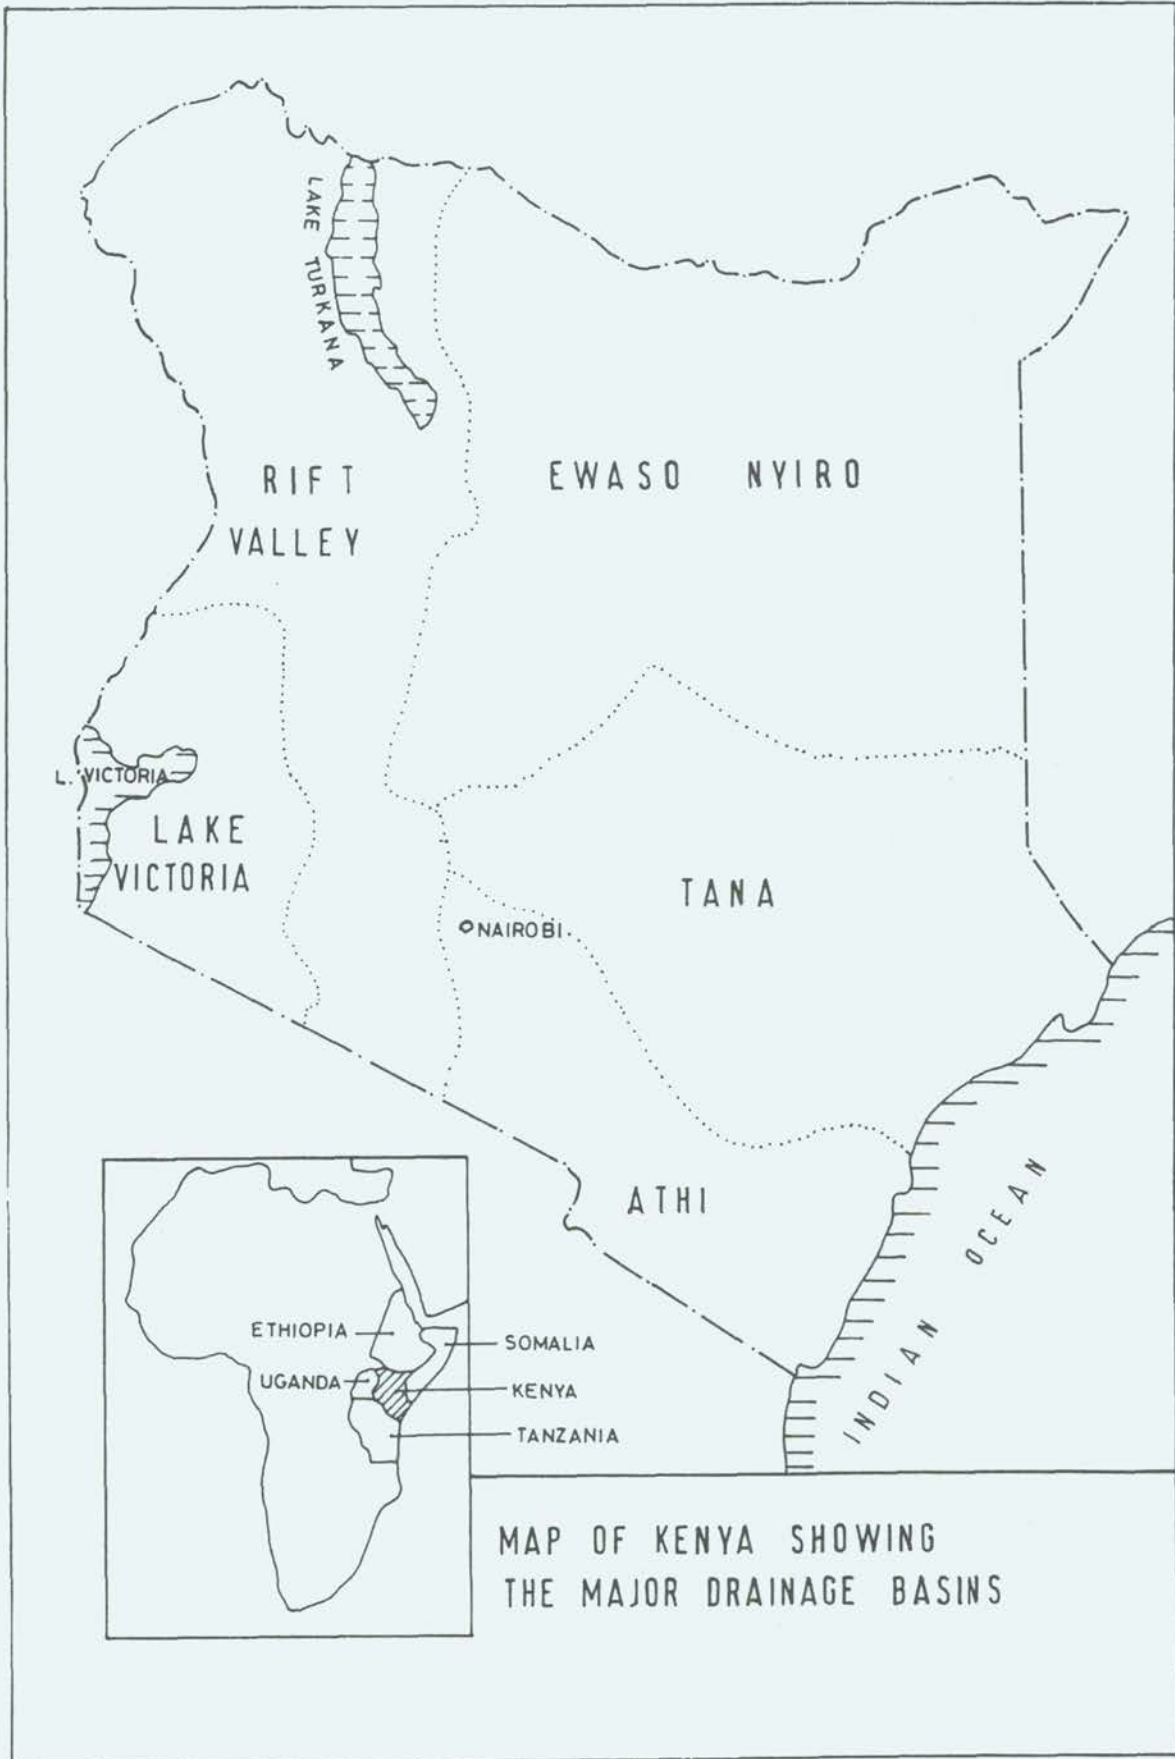 LAKE TURKANA
RIFT
VALLEY
EWASO NYIRO
L. VICTORIA
LAKE
VICTORIA
TANA
NAIROBI
ATHI
INDIAN OCEAN
ETHIOPIA
SOMALIA
UGANDA
KENYA
TANZANIA
MAP OF KENYA SHOWING
THE MAJOR DRAINAGE BASINS